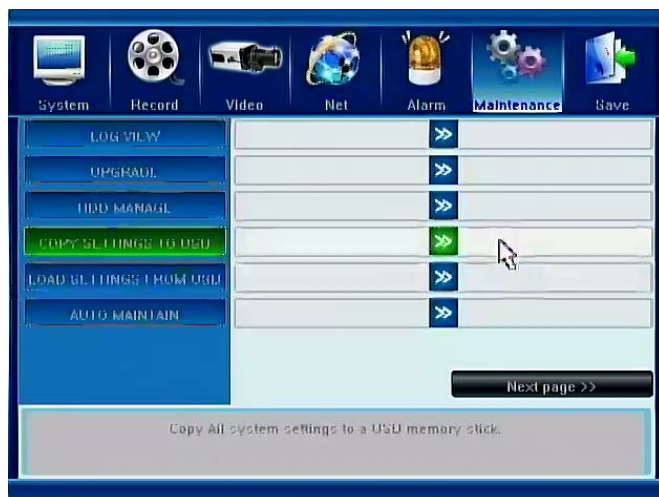 System Record Video Net Alarm Maintenance Save
LOG VIEW
UPGRADE
HDD MANAGE
COPY SETTINGS TO USB
LOAD SETTINGS FROM USB
AUTO MAINTAIN
Next page >>
Copy All system settings to a USB memory stick.